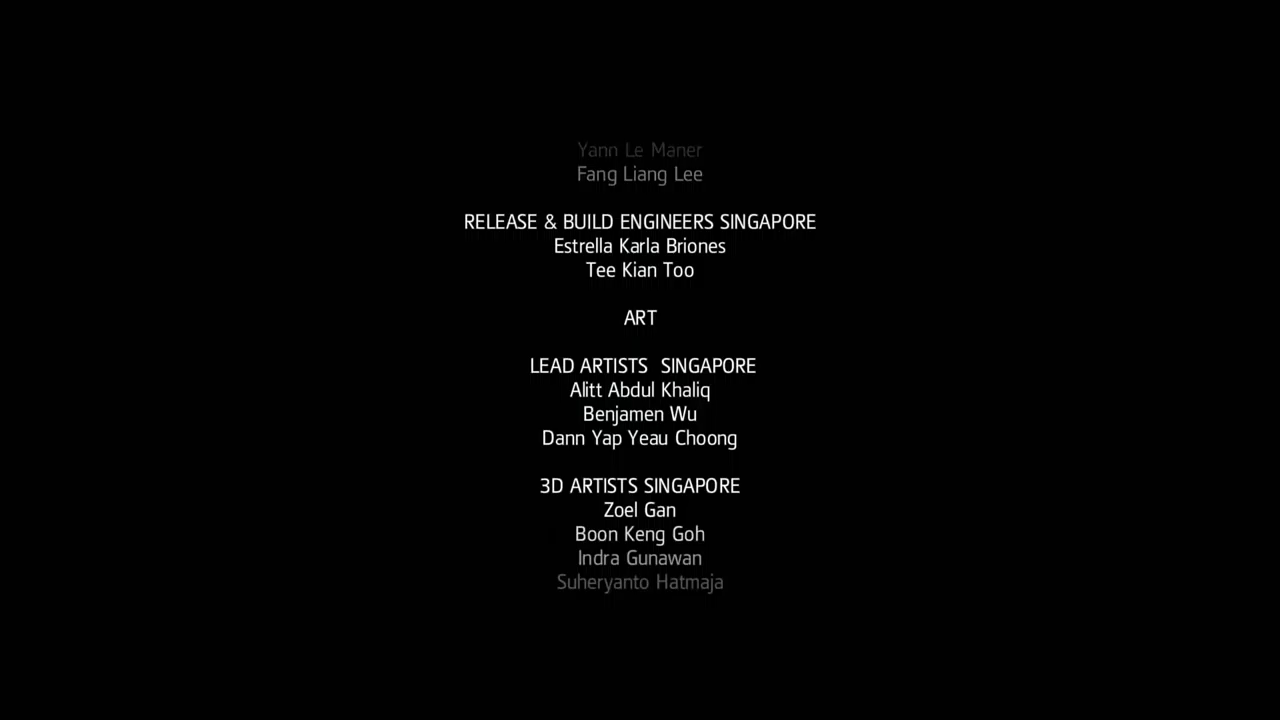 Yann Le Maner
Fang Liang Lee
RELEASE & BUILD ENGINEERS SINGAPORE
Estrella Karla Briones
Tee Kian Too
ART
LEAD ARTISTS  SINGAPORE
Alitt Abdul Khaliq
Benjamen Wu
Dann Yap Yeau Choong
3D ARTISTS SINGAPORE
Zoel Gan
Boon Keng Goh
Indra Gunawan
Suheryanto Hatmaja